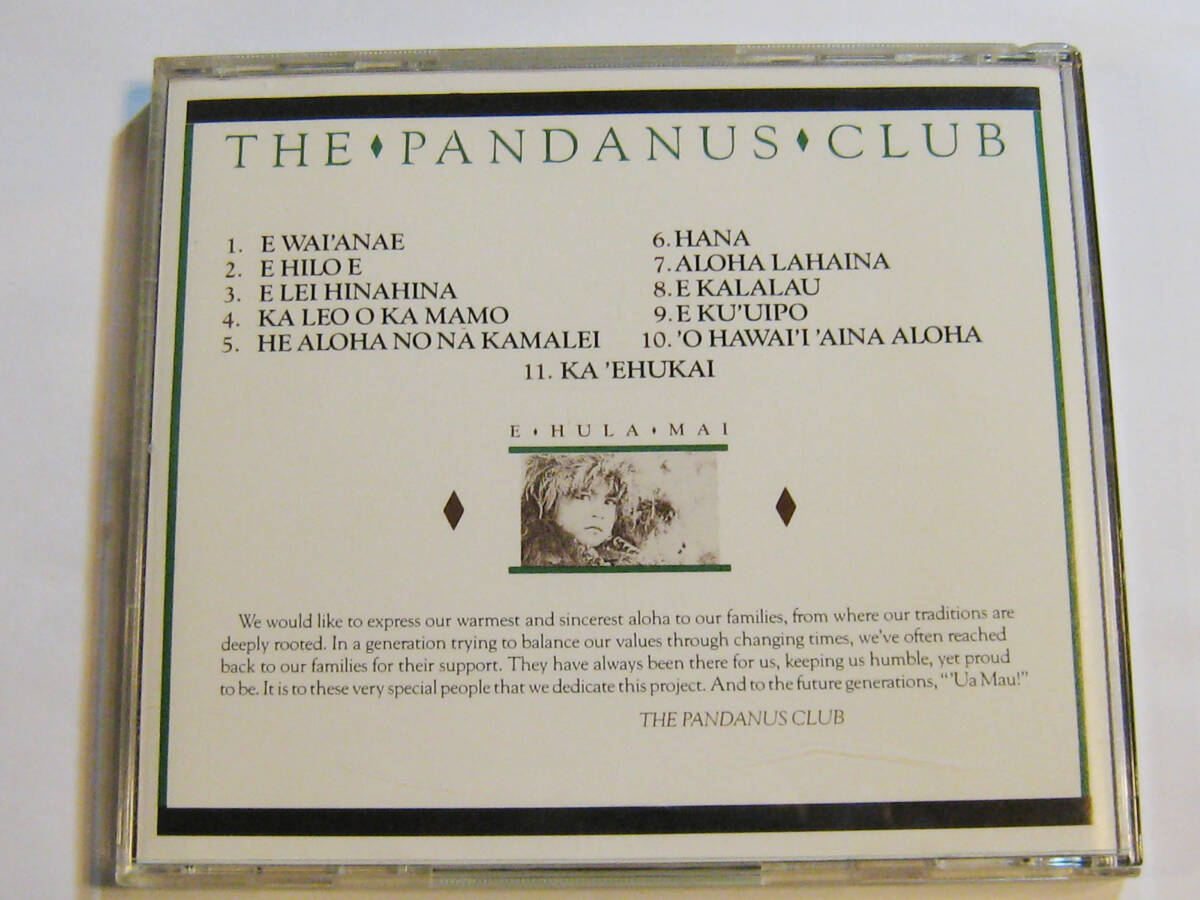 THE♦PANDANUS♦CLUB
1. E WAI'ANAE
2. E HILO E
3. E LEI HINAHINA
4. KA LEO O KA MAMO
5. HE ALOHA NO NĀ KAMALEI
6. HANA
7. ALOHA LAHAINA
8. E KALALAU
9. E KU'UIPO
10. 'O HAWAI'I 'AINA ALOHA
11. KA 'EHUKAI
E♦HULA♦MAI
We would like to express our warmest and sincerest aloha to our families, from where our traditions are
deeply rooted. In a generation trying to balance our values through changing times, we've often reached
back to our families for their support. They have always been there for us, keeping us humble, yet proud
to be. It is to these very special people that we dedicate this project. And to the future generations, "'Ua Mau!"
THE PANDANUS CLUB